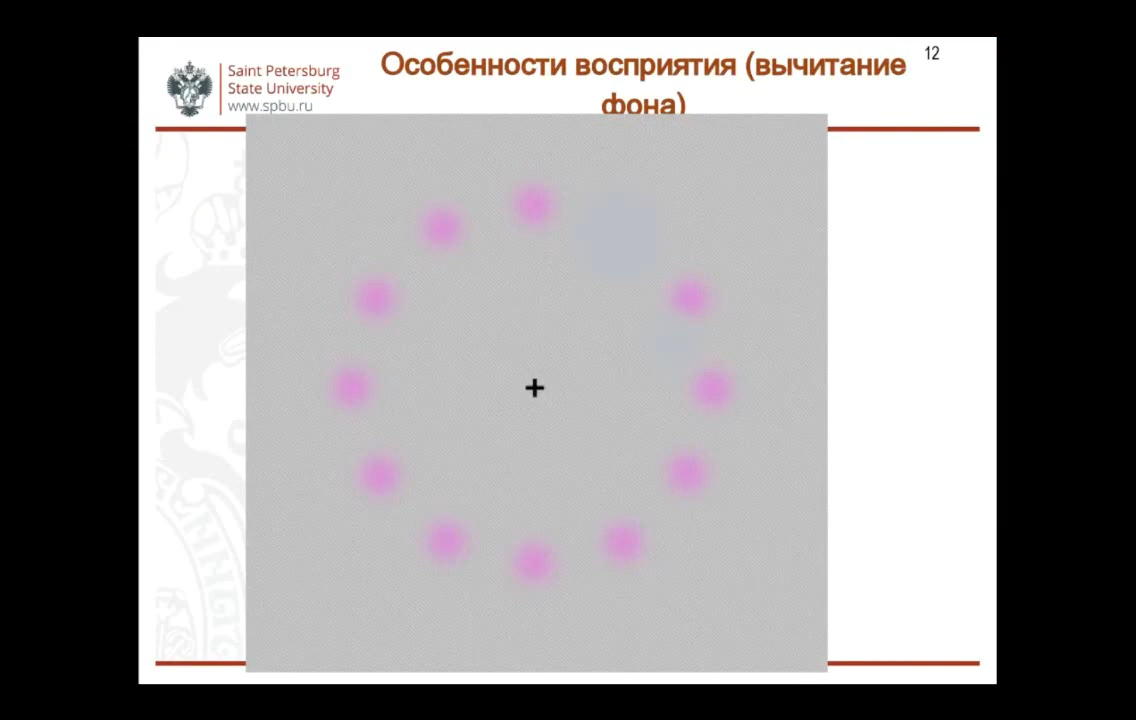 Saint Petersburg
State University
www.spbu.ru
Особенности восприятия (вычитание
фона)
12